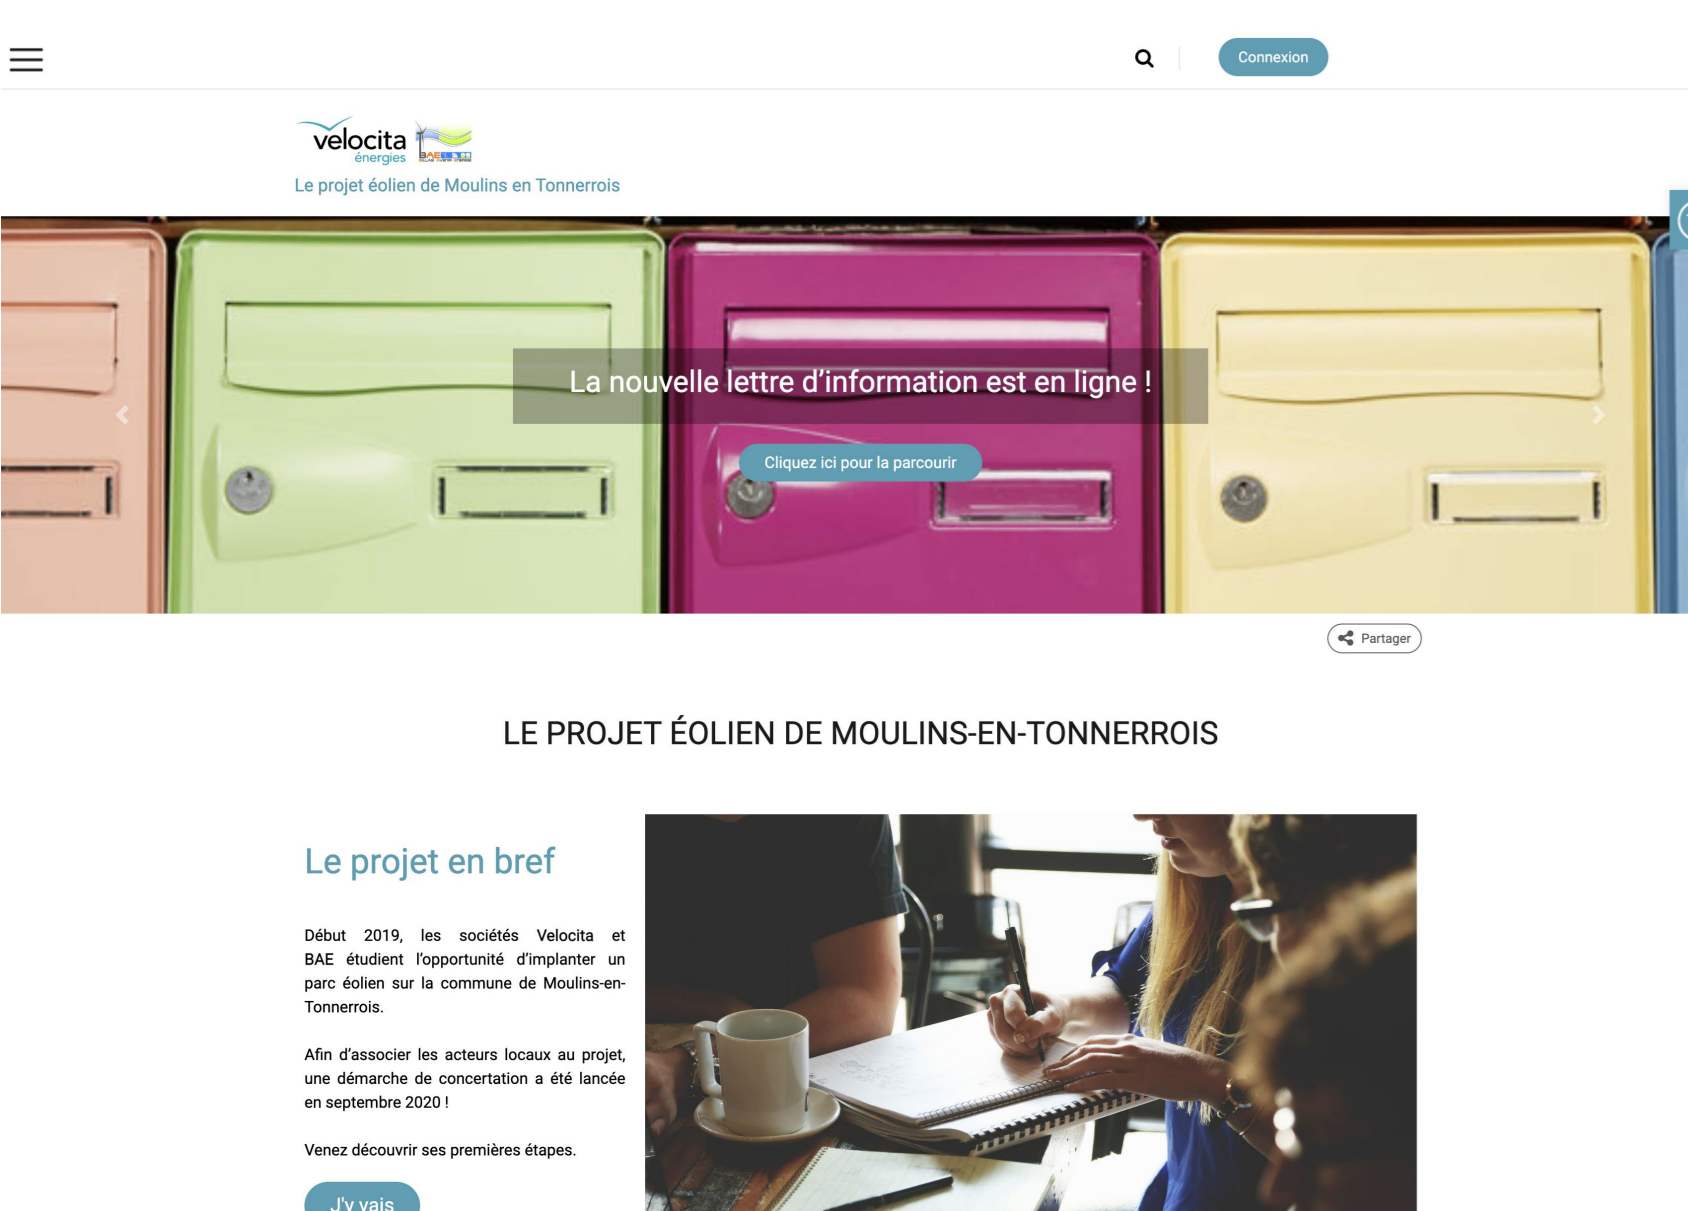 Connexion
velocita
énergies
BAE
Le projet éolien de Moulins en Tonnerrois
La nouvelle lettre d’information est en ligne !
Cliquez ici pour la parcourir
Partager
LE PROJET ÉOLIEN DE MOULINS-EN-TONNERROIS
Le projet en bref
Début 2019, les sociétés Velocita et
BAE étudient l’opportunité d’implanter un
parc éolien sur la commune de Moulins-en-
Tonnerrois.
Afin d’associer les acteurs locaux au projet,
une démarche de concertation a été lancée
en septembre 2020 !
Venez découvrir ses premières étapes.
J'y vais